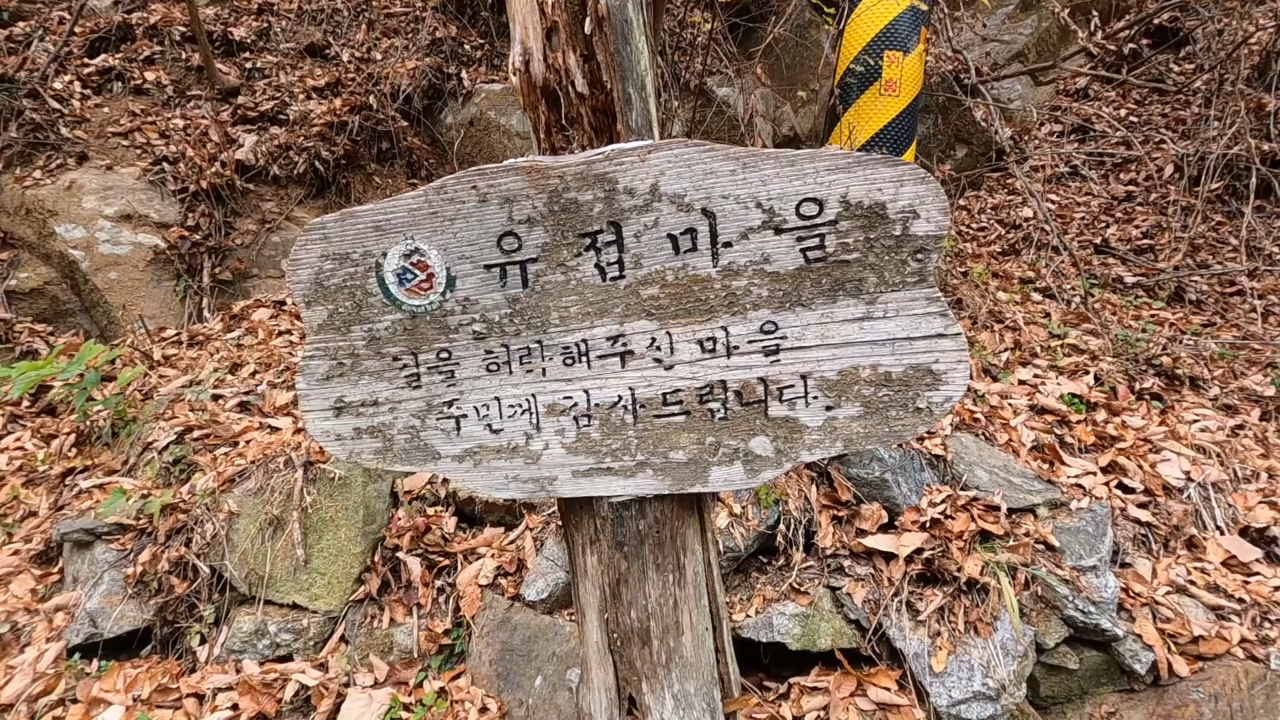 유점마을
길을 허락해주신 마을
주민께 감사드립니다.